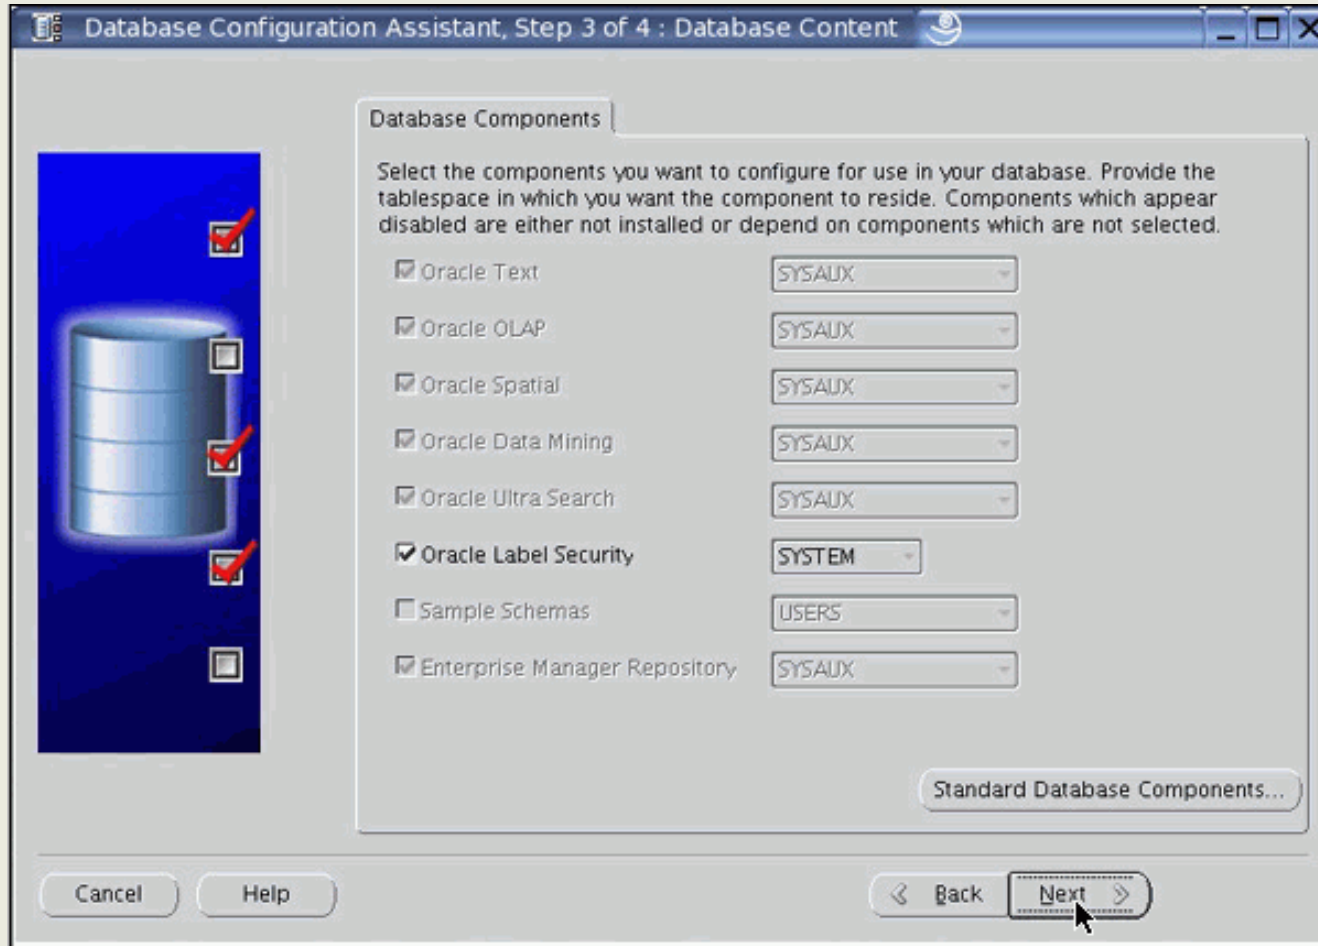 Database Configuration Assistant, Step 3 of 4 : Database Content
Database Components
Select the components you want to configure for use in your database. Provide the
tablespace in which you want the component to reside. Components which appear
disabled are either not installed or depend on components which are not selected.
Oracle Text SYSAUX
Oracle OLAP SYSAUX
Oracle Spatial SYSAUX
Oracle Data Mining SYSAUX
Oracle Ultra Search SYSAUX
Oracle Label Security SYSTEM
Sample Schemas USERS
Enterprise Manager Repository SYSAUX
Standard Database Components...
Cancel Help Back Next